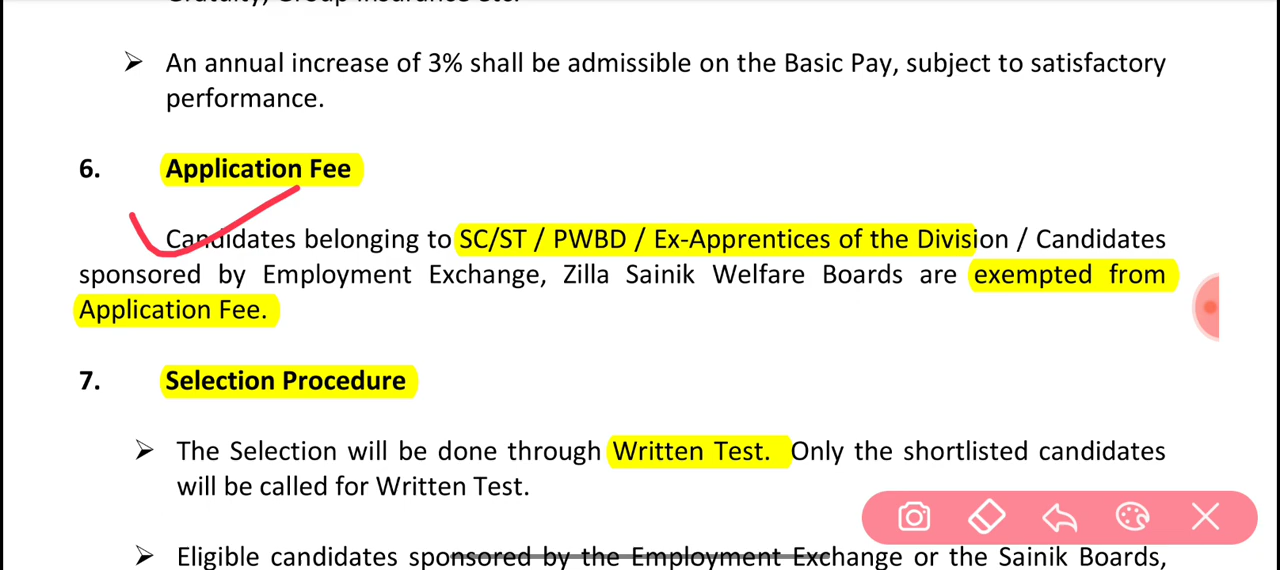 Gratuity, Group Insurance etc.
➢ An annual increase of 3% shall be admissible on the Basic Pay, subject to satisfactory
performance.
6. Application Fee
Candidates belonging to SC/ST / PWBD / Ex-Apprentices of the Division / Candidates
sponsored by Employment Exchange, Zilla Sainik Welfare Boards are exempted from
Application Fee.
7. Selection Procedure
➢ The Selection will be done through Written Test. Only the shortlisted candidates
will be called for Written Test.
➢ Eligible candidates sponsored by the Employment Exchange or the Sainik Boards,